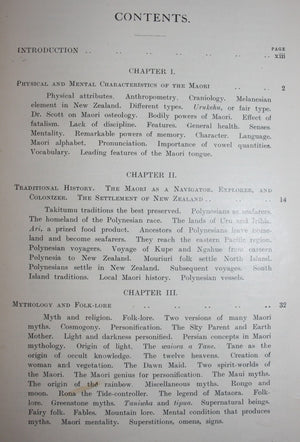 CONTENTS.
PAGE
INTRODUCTION .. .. .. .. .. .. xiii
CHAPTER I.
PHYSICAL AND MENTAL CHARACTERISTICS OF THE MAORI .. .. 2
Physical attributes. Anthropometry. Craniology. Melanesian
element in New Zealand. Different types. Urukehu, or fair type.
Dr. Scott on Maori osteology. Bodily powers of Maori. Effect of
fatalism. Lack of discipline. Features. General health. Senses.
Mentality. Remarkable powers of memory. Character. Language.
Maori alphabet. Pronunciation. Importance of vowel quantities.
Vocabulary. Leading features of the Maori tongue.
CHAPTER II.
TRADITIONAL HISTORY. THE MAORI AS A NAVIGATOR, EXPLORER, AND
COLONIZER. THE SETTLEMENT OF NEW ZEALAND .. .. 14
Takitumu traditions the best preserved. Polynesians as seafarers.
The homeland of the Polynesian race. The lands of Uru and Irihia.
Ari, a prized food product. Ancestors of Polynesians leave home-
land and become seafarers. They reach the eastern Pacific region.
Polynesian voyagers. Voyage of Kupe and Ngahue from eastern
Polynesia to New Zealand. Mouriuri folk settle North Island.
Polynesians settle in New Zealand. Subsequent voyages. South
Island traditions. Local Maori history. Polynesian vessels.
CHAPTER III.
MYTHOLOGY AND FOLK-LORE .. .. .. .. .. 32
Myth and religion. Folk-lore. Two versions of many Maori
myths. Cosmogony. Personification. The Sky Parent and Earth
Mother. Light and darkness personified. Persian concepts in Maori
mythology. Origin of light. The uniora a Tane. Tane as the
origin of occult knowledge. The twelve heavens. Creation of
woman and vegetation. The Dawn Maid. Two spirit-worlds of
the Maori. The Maori genius for personification. The Maui myths.
The origin of the rainbow. Miscellaneous myths. Rongo and
moon. Rona the Tide-controller. The legend of Mataora. Folk-
lore. Greenstone myths. Tuniaha and Supernatural beings.
Fairy folk. Fables. Mountain lore. Mental condition that produces
myths. Maori mentality. Superstitions, omens, signs.